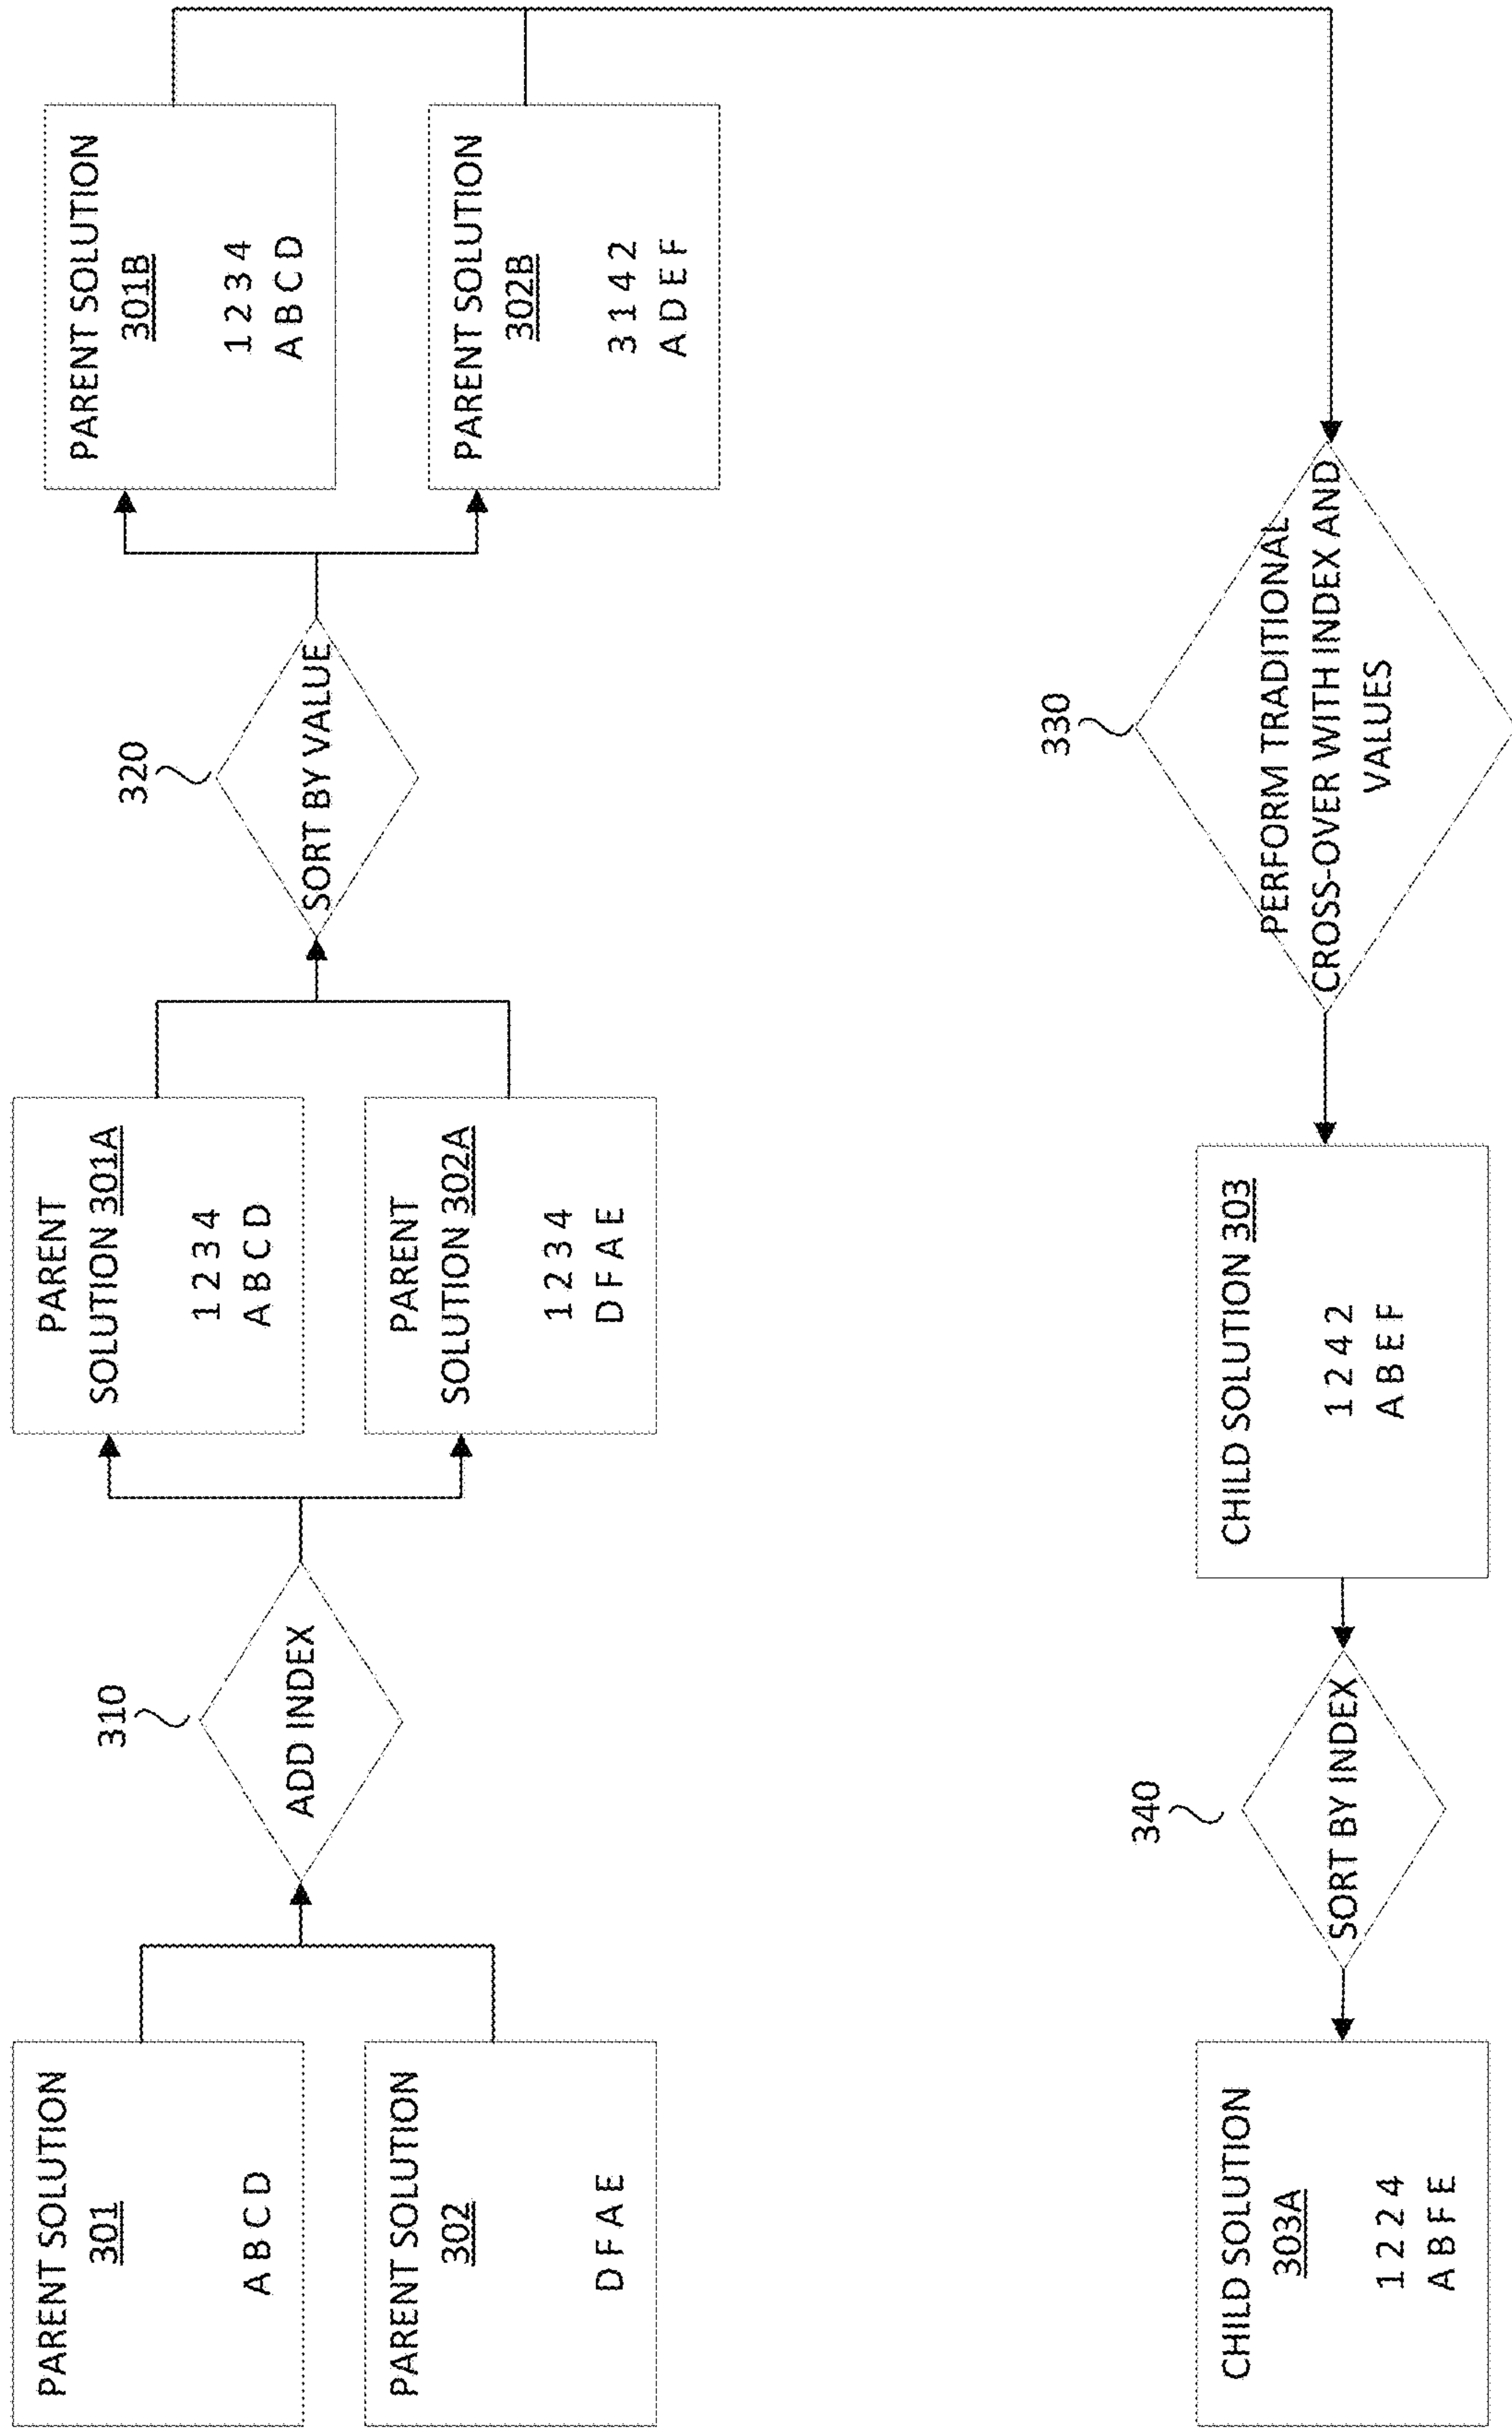 PARENT SOLUTION
301
A B C D
PARENT SOLUTION
302
D F A E
310
ADD INDEX
PARENT
SOLUTION 301A
1 2 3 4
A B C D
PARENT
SOLUTION 302A
1 2 3 4
D F A E
320
SORT BY VALUE
PARENT SOLUTION
301B
1 2 3 4
A B C D
PARENT SOLUTION
302B
3 1 4 2
A D E F
330
PERFORM TRADITIONAL
CROSS-OVER WITH INDEX AND
VALUES
CHILD SOLUTION 303
1 2 4 2
A B E F
340
SORT BY INDEX
CHILD SOLUTION
303A
1 2 2 4
A B F E